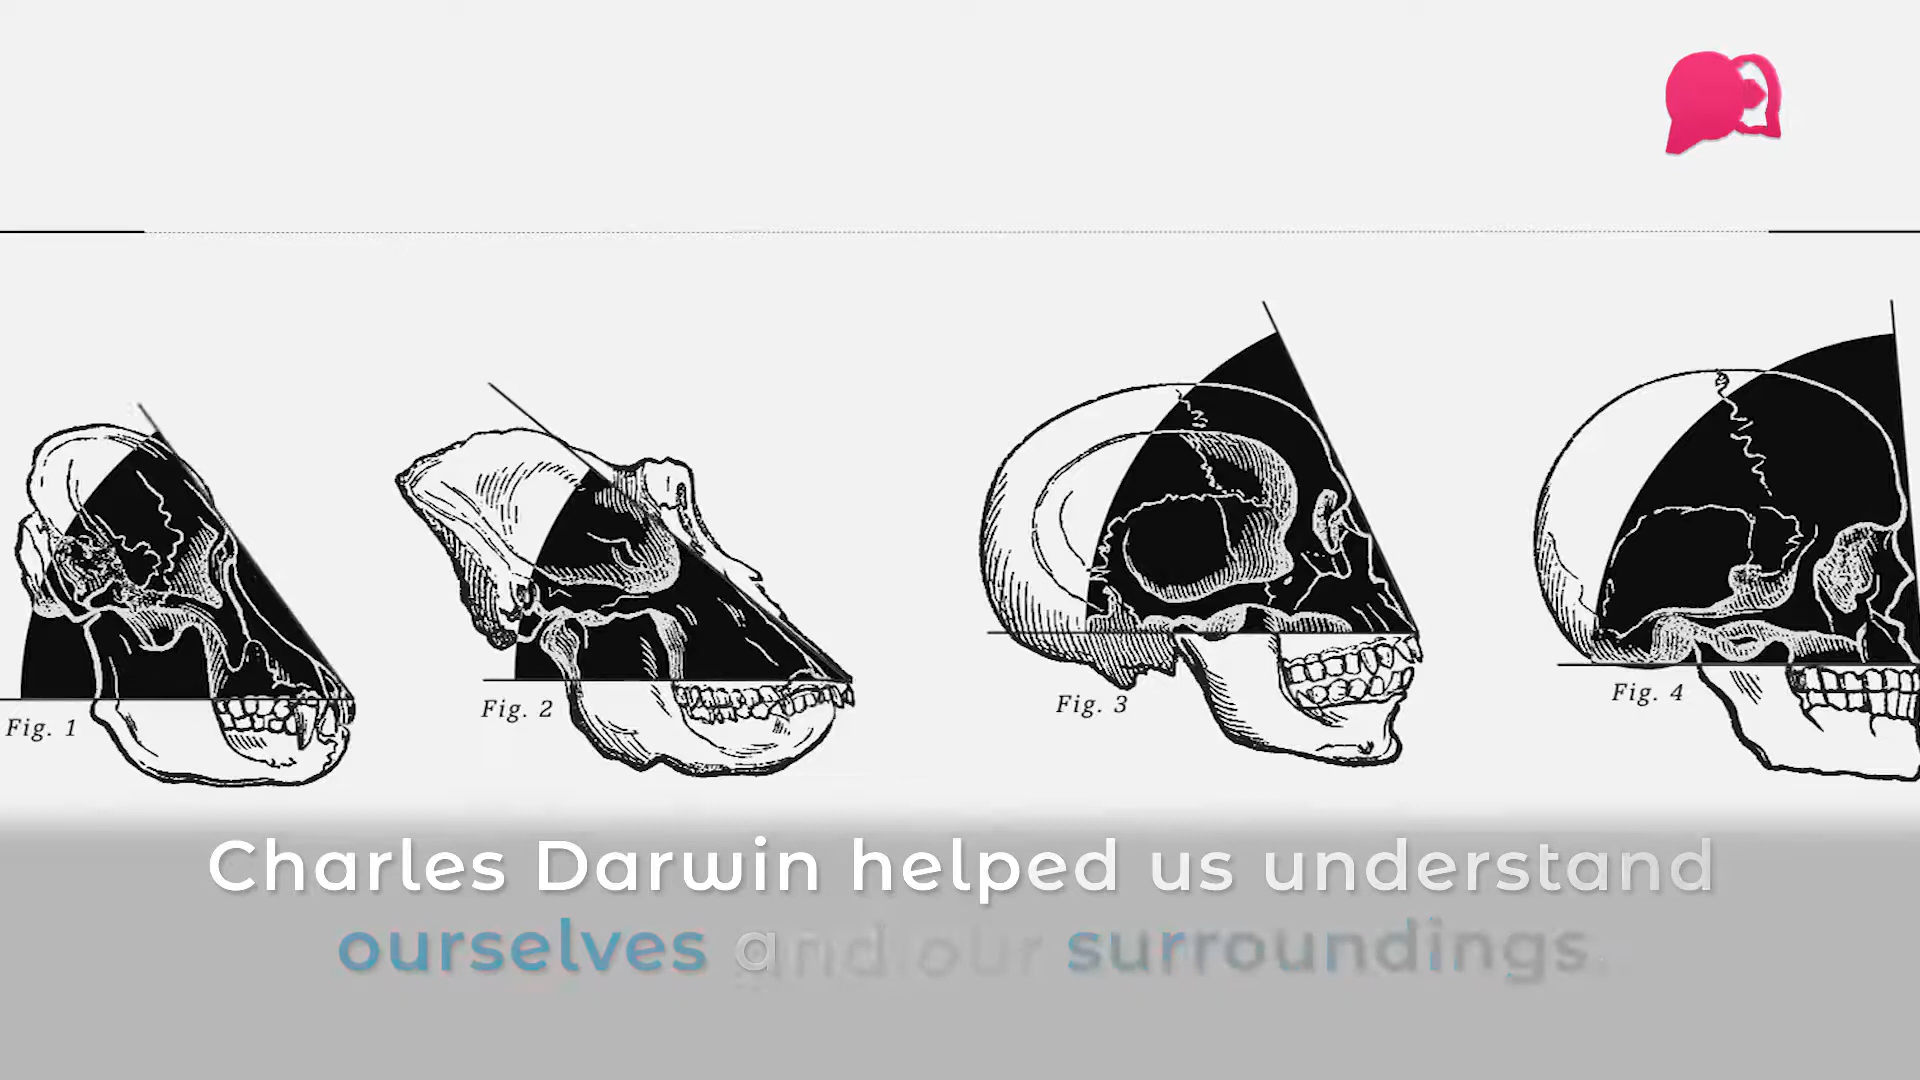 Fig. 1
Fig. 2
Fig. 3
Fig. 4
Charles Darwin helped us understand
ourselves and our surroundings.